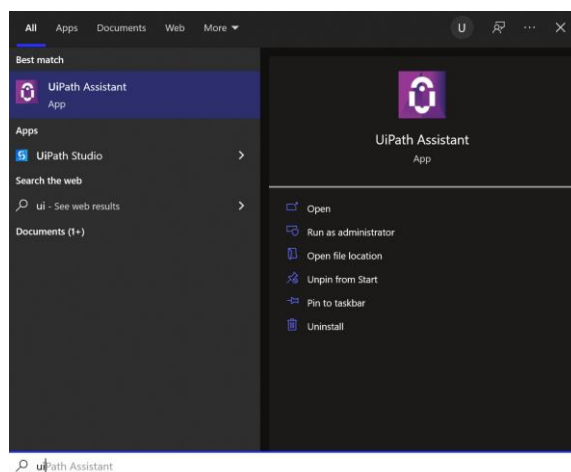 All Apps Documents Web More U
Best match
UiPath Assistant
App
Apps
UiPath Studio
Search the web
ui - See web results
Documents (1+)
UiPath Assistant
App
Open
Run as administrator
Open file location
Unpin from Start
Pin to taskbar
Uninstall
uiPath Assistant